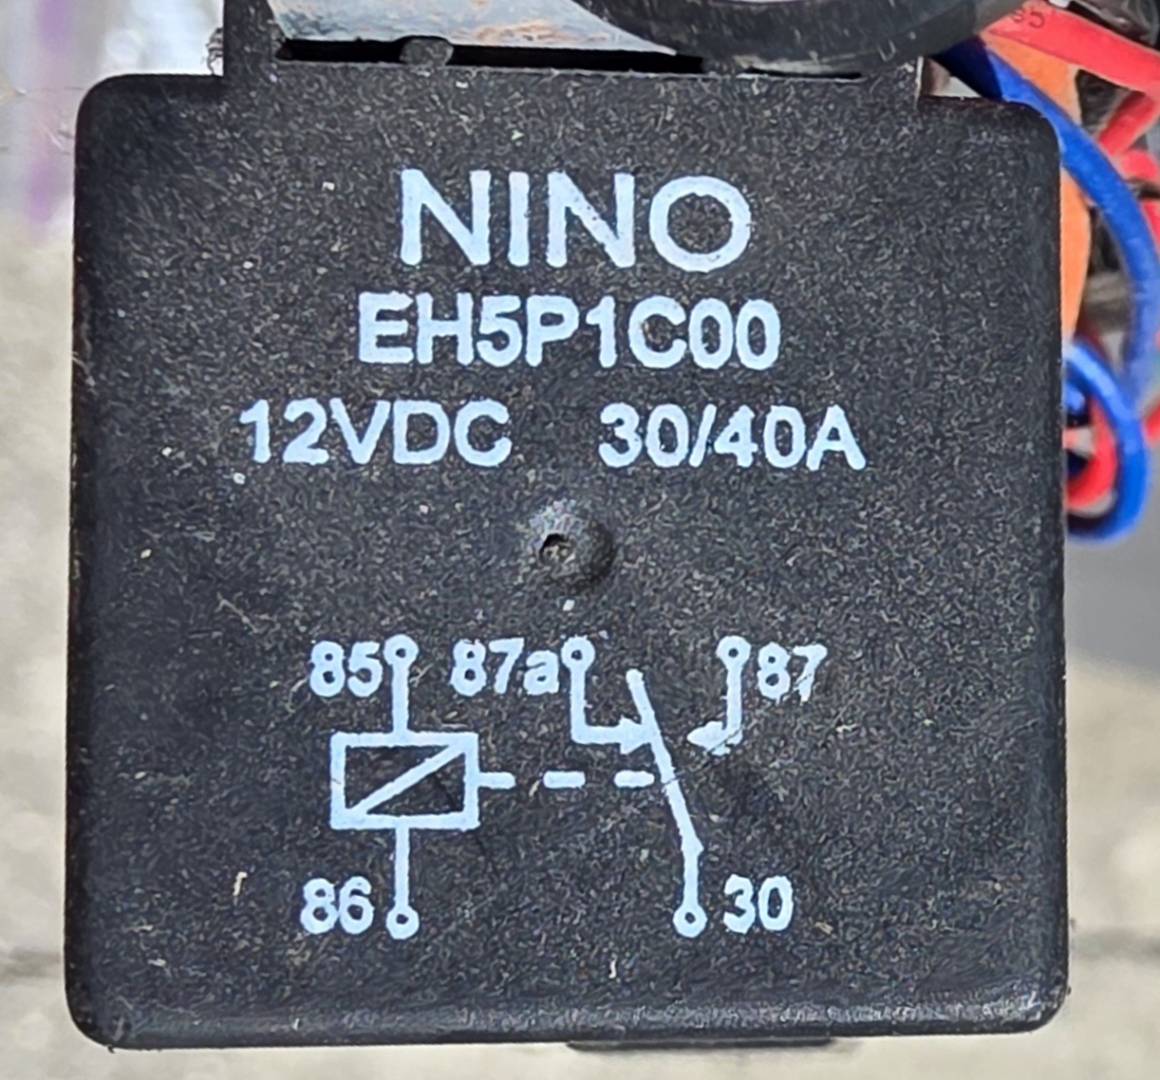 NINO
EH5P1C00
12VDC 30/40A
85 87a 87
86 30